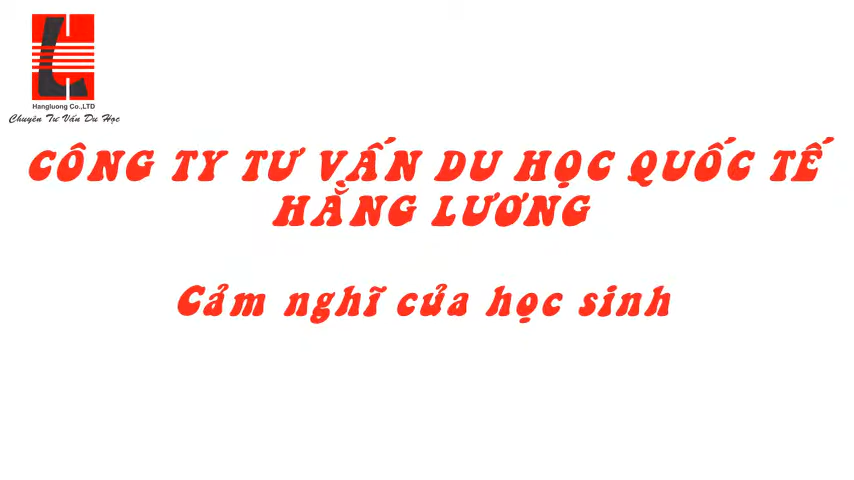 Hangluong Co.,LTD
Chuyên Tư Vấn Du Học
CÔNG TY TƯ VẤN DU HỌC QUỐC TẾ
HẰNG LƯƠNG
Cảm nghĩ của học sinh